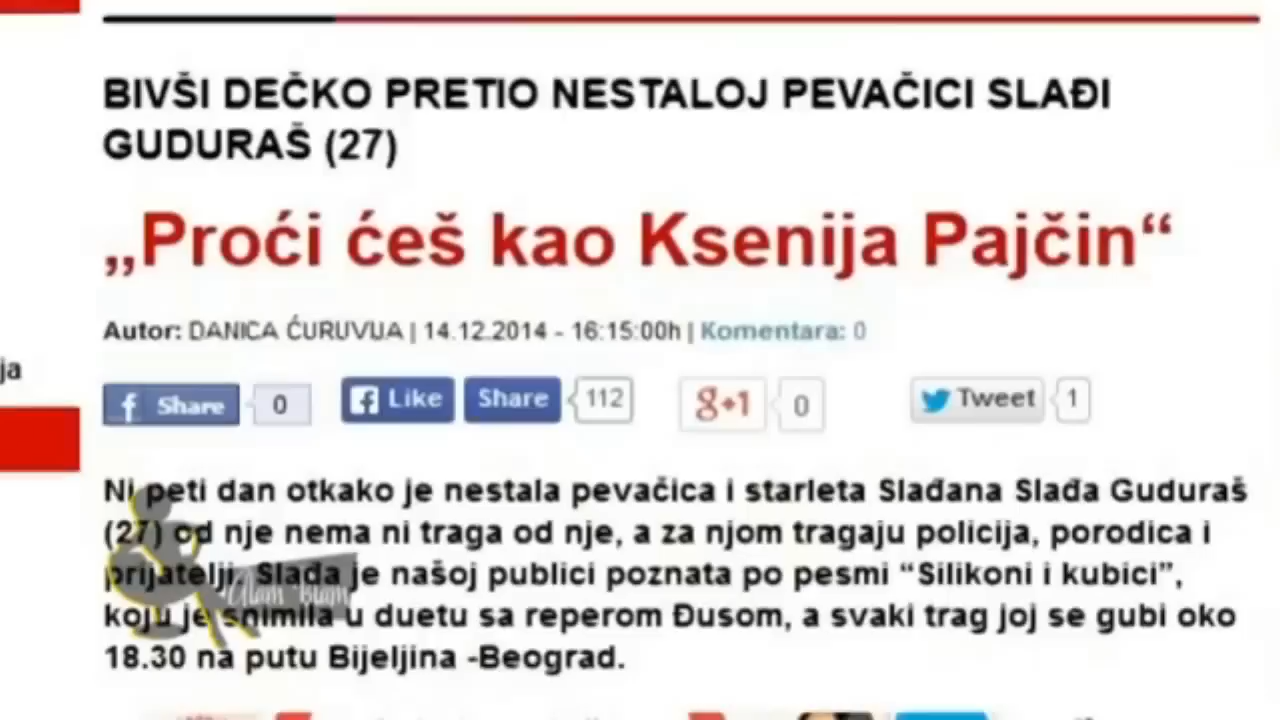 BIVŠI DEČKO PRETIO NESTALOJ PEVAČICI SLAĐI
GUDURAŠ (27)
„Proći ćeš kao Ksenija Pajčin“
Autor: DANICA ĆURUVIJA | 14.12.2014 - 16:15:00h | Komentara: 0
ja
Share 0 Like Share 112 g+1 0 Tweet 1
Ni peti dan otkako je nestala pevačica i starleta Slađana Slađa Guduraš
(27) od nje nema ni traga od nje, a za njom tragaju policija, porodica i
prijatelji. Slađa je našoj publici poznata po pesmi “Silikoni i kubici”,
Glam Blam
koju je snimila u duetu sa reperom Đusom, a svaki trag joj se gubi oko
18.30 na putu Bijeljina -Beograd.